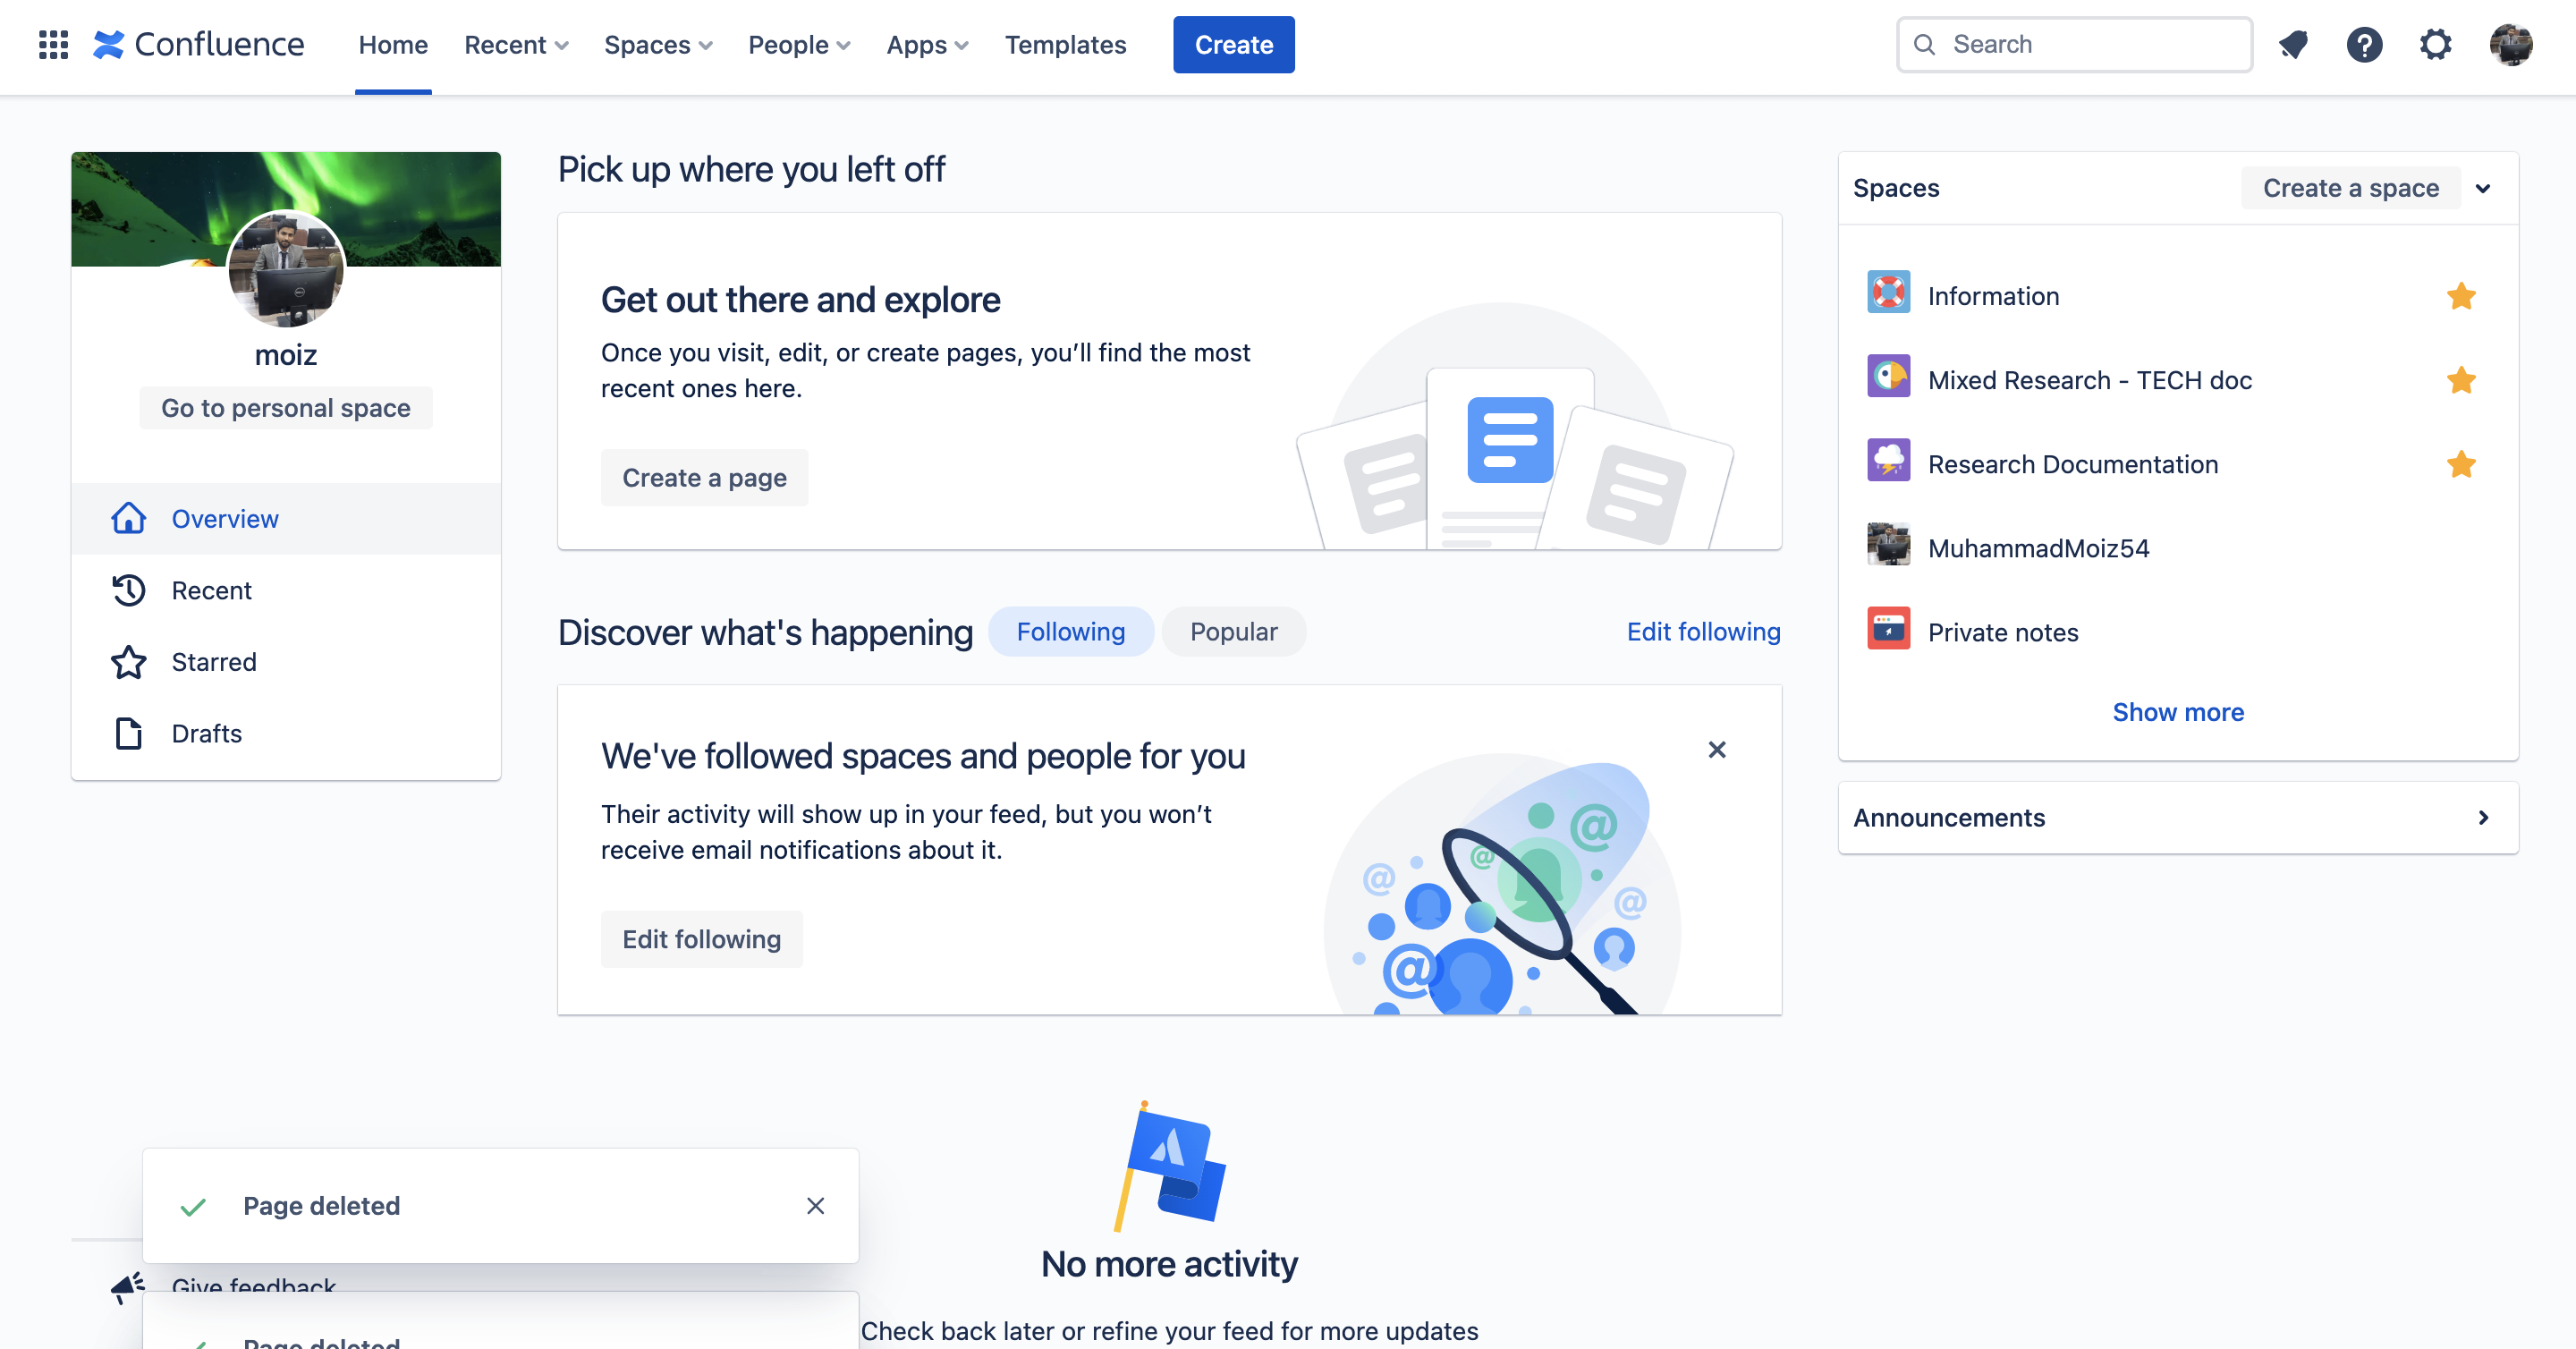 Confluence
Home
Recent
Spaces
People
Apps
Templates
Create
Search
moiz
Go to personal space
Overview
Recent
Starred
Drafts
Give feedback
Page deleted
Page deleted
Pick up where you left off
Get out there and explore
Once you visit, edit, or create pages, you’ll find the most
recent ones here.
Create a page
Discover what's happening
Following
Popular
Edit following
We've followed spaces and people for you
Their activity will show up in your feed, but you won’t
receive email notifications about it.
Edit following
No more activity
Check back later or refine your feed for more updates
Spaces
Create a space
Information
Mixed Research - TECH doc
Research Documentation
MuhammadMoiz54
Private notes
Show more
Announcements